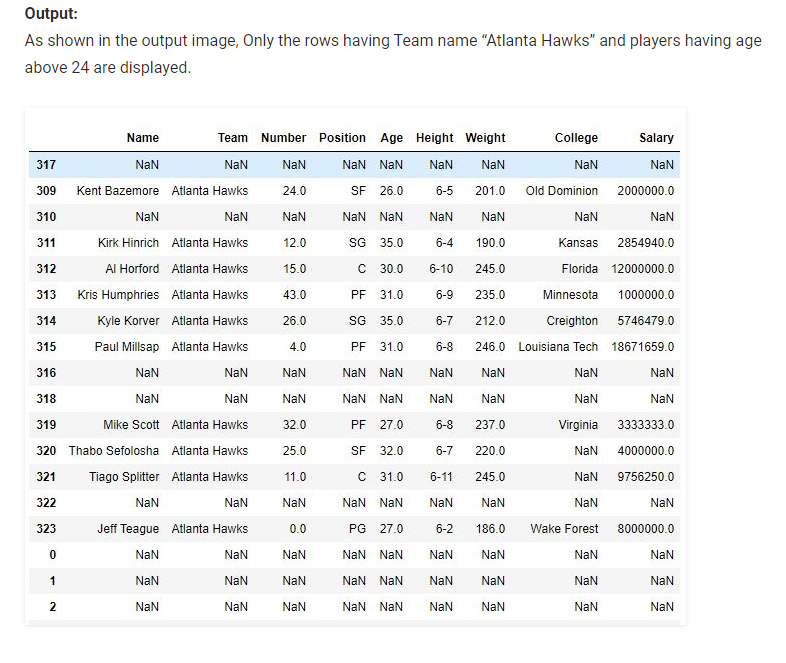 Output:
As shown in the output image, Only the rows having Team name “Atlanta Hawks” and players having age
above 24 are displayed.
Name Team Number Position Age Height Weight College Salary
317 NaN NaN NaN NaN NaN NaN NaN NaN NaN
309 Kent Bazemore Atlanta Hawks 24.0 SF 26.0 6-5 201.0 Old Dominion 2000000.0
310 NaN NaN NaN NaN NaN NaN NaN NaN NaN
311 Kirk Hinrich Atlanta Hawks 12.0 SG 35.0 6-4 190.0 Kansas 2854940.0
312 Al Horford Atlanta Hawks 15.0 C 30.0 6-10 245.0 Florida 12000000.0
313 Kris Humphries Atlanta Hawks 43.0 PF 31.0 6-9 235.0 Minnesota 1000000.0
314 Kyle Korver Atlanta Hawks 26.0 SG 35.0 6-7 212.0 Creighton 5746479.0
315 Paul Millsap Atlanta Hawks 4.0 PF 31.0 6-8 246.0 Louisiana Tech 18671659.0
316 NaN NaN NaN NaN NaN NaN NaN NaN NaN
318 NaN NaN NaN NaN NaN NaN NaN NaN NaN
319 Mike Scott Atlanta Hawks 32.0 PF 27.0 6-8 237.0 Virginia 3333333.0
320 Thabo Sefolosha Atlanta Hawks 25.0 SF 32.0 6-7 220.0 NaN 4000000.0
321 Tiago Splitter Atlanta Hawks 11.0 C 31.0 6-11 245.0 NaN 9756250.0
322 NaN NaN NaN NaN NaN NaN NaN NaN NaN
323 Jeff Teague Atlanta Hawks 0.0 PG 27.0 6-2 186.0 Wake Forest 8000000.0
0 NaN NaN NaN NaN NaN NaN NaN NaN NaN
1 NaN NaN NaN NaN NaN NaN NaN NaN NaN
2 NaN NaN NaN NaN NaN NaN NaN NaN NaN